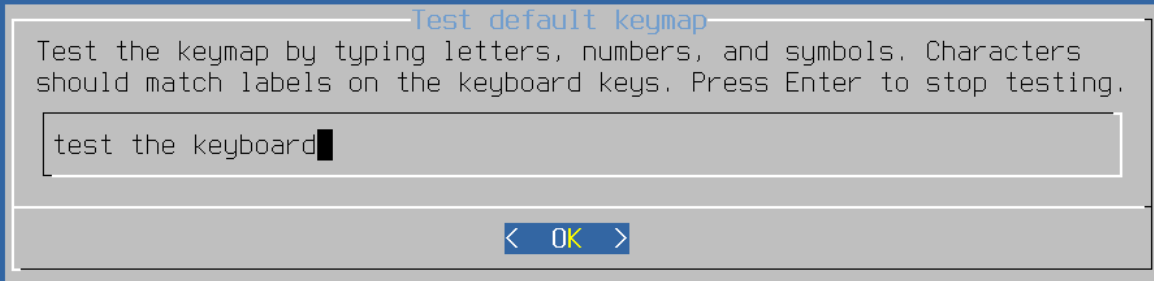 Test default keymap
Test the keymap by typing letters, numbers, and symbols. Characters
should match labels on the keyboard keys. Press Enter to stop testing.
test the keyboard
< OK >